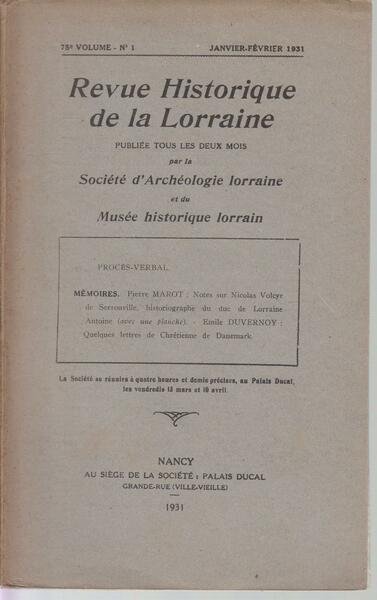 75e VOLUME - No 1 JANVIER-FÉVRIER 1931
Revue Historique
de la Lorraine
PUBLIÉE TOUS LES DEUX MOIS
par la
Société d'Archéologie lorraine
et du
Musée historique lorrain
PROCÈS-VERBAL.
MÉMOIRES. Pierre MAROT : Notes sur Nicolas Volcyr
de Serrouville, historiographe du duc de Lorraine
Antoine (avec une planche). - Emile DUVERNOY :
Quelques lettres de Chrétienne de Danemark.
La Société se réunira à quatre heures et demie précises, au Palais Ducal,
les vendredis 13 mars et 10 avril.
NANCY
AU SIÈGE DE LA SOCIÉTÉ : PALAIS DUCAL
GRANDE-RUE (VILLE-VIEILLE)
1931